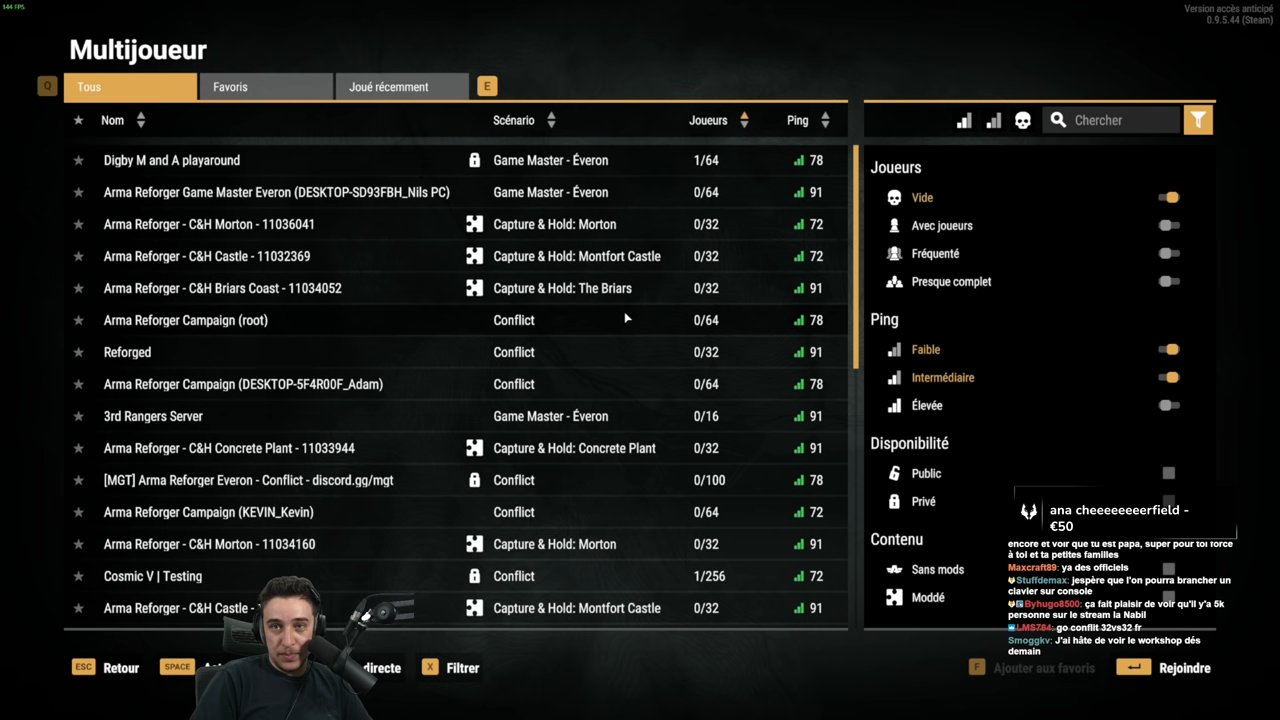 144 FPS
Version accès anticipé
0.9.5.44 (Steam)
Multijoueur
Q
Tous
Favoris
Joué récemment
E
Nom
Scénario
Joueurs
Ping
Chercher
Digby M and A playaround
Game Master - Éveron
1/64
78
Arma Reforger Game Master Everon (DESKTOP-SD93FBH_Nils PC)
Game Master - Éveron
0/64
91
Arma Reforger - C&H Morton - 11036041
Capture & Hold: Morton
0/32
72
Arma Reforger - C&H Castle - 11032369
Capture & Hold: Montfort Castle
0/32
72
Arma Reforger - C&H Briars Coast - 11034052
Capture & Hold: The Briars
0/32
91
Arma Reforger Campaign (root)
Conflict
0/64
78
Reforged
Conflict
0/32
91
Arma Reforger Campaign (DESKTOP-5F4R00F_Adam)
Conflict
0/64
78
3rd Rangers Server
Game Master - Éveron
0/16
91
Arma Reforger - C&H Concrete Plant - 11033944
Capture & Hold: Concrete Plant
0/32
91
[MGT] Arma Reforger Everon - Conflict - discord.gg/mgt
Conflict
0/100
78
Arma Reforger Campaign (KEVIN_Kevin)
Conflict
0/64
72
Arma Reforger - C&H Morton - 11034160
Capture & Hold: Morton
0/32
91
Cosmic V | Testing
Conflict
1/256
72
Arma Reforger - C&H Castle -
Capture & Hold: Montfort Castle
0/32
91
Joueurs
Vide
Avec joueurs
Fréquenté
Presque complet
Ping
Faible
Intermédiaire
Élevée
Disponibilité
Public
Privé
Contenu
Sans mods
Moddé
ana cheeeeeeerfield -
€50
encore et voir que tu est papa, super pour toi force
à toi et ta petites familles
Maxcraft89: ya des officiels
Stuffdemax: jespère que l'on pourra brancher un
clavier sur console
Byhugo8500: ça fait plaisir de voir qu'il y'a 5k
personne sur le stream la Nabil
LMS764: go conflit 32vs32 fr
Smoggkv: J'ai hâte de voir le workshop dés
demain
ESC
Retour
SPACE
directe
X
Filtrer
F
Ajouter aux favoris
Rejoindre